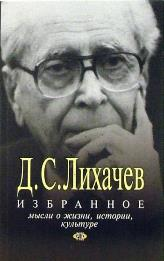 Д.С.Лихачев
ИЗБРАННОЕ
мысли о жизни, истории,
культуре